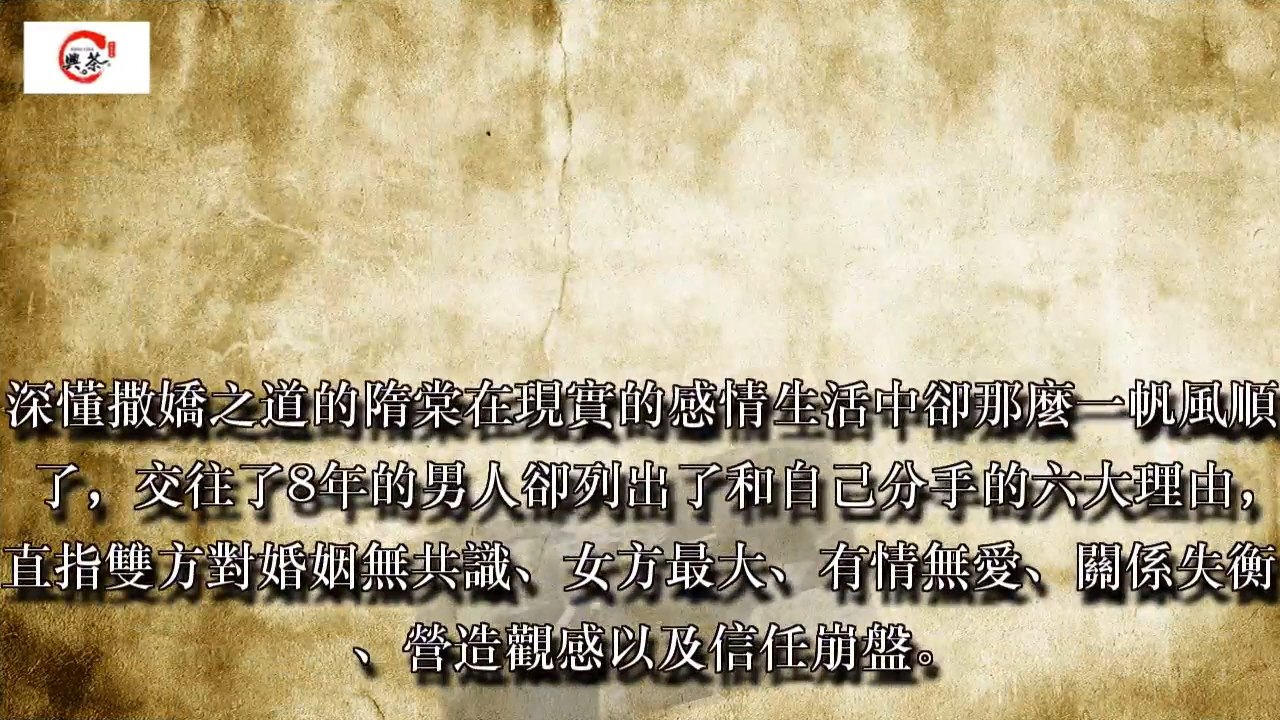 興茶
深懂撒嬌之道的隋棠在現實的感情生活中卻那麼一帆風順
了，交往了8年的男人卻列出了和自己分手的六大理由，
直指雙方對婚姻無共識、女方最大、有情無愛、關係失衡
、營造觀感以及信任崩盤。